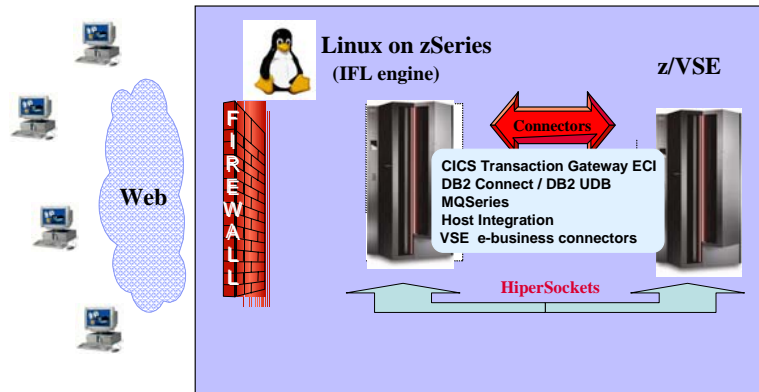 Linux on zSeries
(IFL engine)
z/VSE
Web
FIREWALL
Connectors
CICS Transaction Gateway ECI
DB2 Connect / DB2 UDB
MQSeries
Host Integration
VSE e-business connectors
HiperSockets